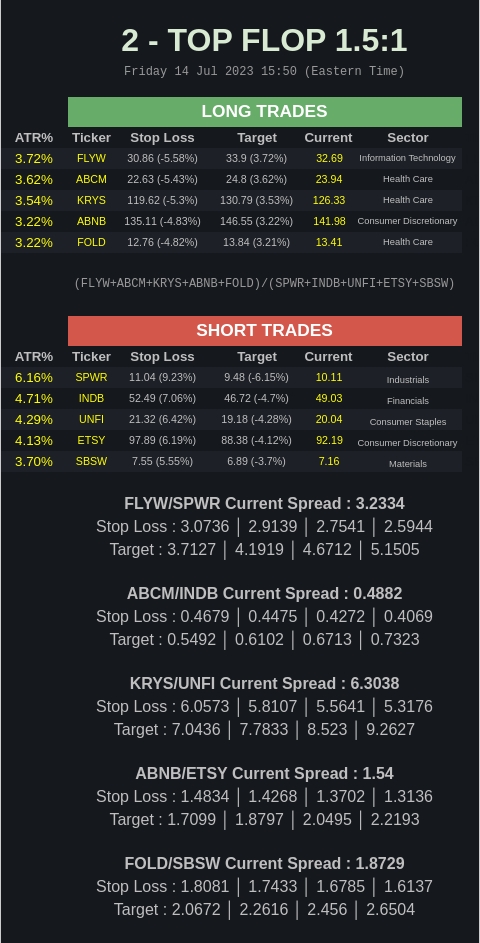 2 - TOP FLOP 1.5:1
Friday 14 Jul 2023 15:50 (Eastern Time)
LONG TRADES
ATR% Ticker Stop Loss Target Current Sector
3.72% FLYW 30.86 (-5.58%) 33.9 (3.72%) 32.69 Information Technology
3.62% ABCM 22.63 (-5.43%) 24.8 (3.62%) 23.94 Health Care
3.54% KRYS 119.62 (-5.3%) 130.79 (3.53%) 126.33 Health Care
3.22% ABNB 135.11 (-4.83%) 146.55 (3.22%) 141.98 Consumer Discretionary
3.22% FOLD 12.76 (-4.82%) 13.84 (3.21%) 13.41 Health Care
(FLYW+ABCM+KRYS+ABNB+FOLD)/(SPWR+INDB+UNFI+ETSY+SBSW)
SHORT TRADES
ATR% Ticker Stop Loss Target Current Sector
6.16% SPWR 11.04 (9.23%) 9.48 (-6.15%) 10.11 Industrials
4.71% INDB 52.49 (7.06%) 46.72 (-4.7%) 49.03 Financials
4.29% UNFI 21.32 (6.42%) 19.18 (-4.28%) 20.04 Consumer Staples
4.13% ETSY 97.89 (6.19%) 88.38 (-4.12%) 92.19 Consumer Discretionary
3.70% SBSW 7.55 (5.55%) 6.89 (-3.7%) 7.16 Materials
FLYW/SPWR Current Spread : 3.2334
Stop Loss : 3.0736 | 2.9139 | 2.7541 | 2.5944
Target : 3.7127 | 4.1919 | 4.6712 | 5.1505
ABCM/INDB Current Spread : 0.4882
Stop Loss : 0.4679 | 0.4475 | 0.4272 | 0.4069
Target : 0.5492 | 0.6102 | 0.6713 | 0.7323
KRYS/UNFI Current Spread : 6.3038
Stop Loss : 6.0573 | 5.8107 | 5.5641 | 5.3176
Target : 7.0436 | 7.7833 | 8.523 | 9.2627
ABNB/ETSY Current Spread : 1.54
Stop Loss : 1.4834 | 1.4268 | 1.3702 | 1.3136
Target : 1.7099 | 1.8797 | 2.0495 | 2.2193
FOLD/SBSW Current Spread : 1.8729
Stop Loss : 1.8081 | 1.7433 | 1.6785 | 1.6137
Target : 2.0672 | 2.2616 | 2.456 | 2.6504